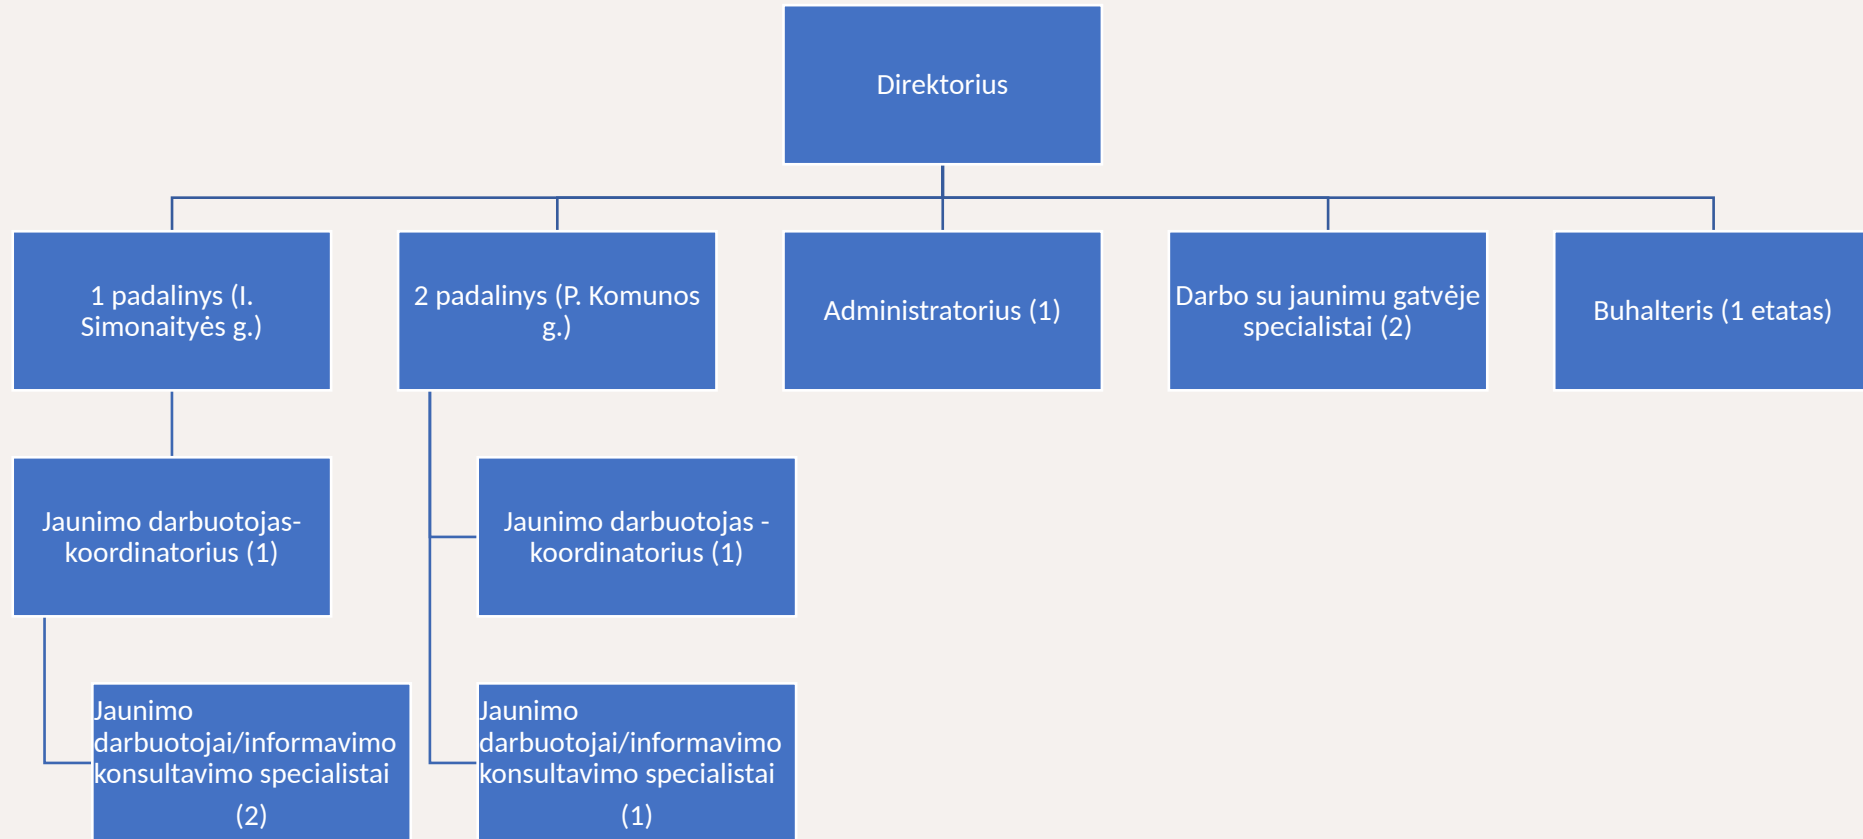 Direktorius
1 padalinys (I.
Simonaityės g.)
2 padalinys (P. Komunos
g.)
Administratorius (1)
Darbo su jaunimu gatvėje
specialistai (2)
Buhalteris (1 etatas)
Jaunimo darbuotojas-
koordinatorius (1)
Jaunimo darbuotojas -
koordinatorius (1)
Jaunimo
darbuotojai/informavimo
konsultavimo specialistai
(2)
Jaunimo
darbuotojai/informavimo
konsultavimo specialistai
(1)